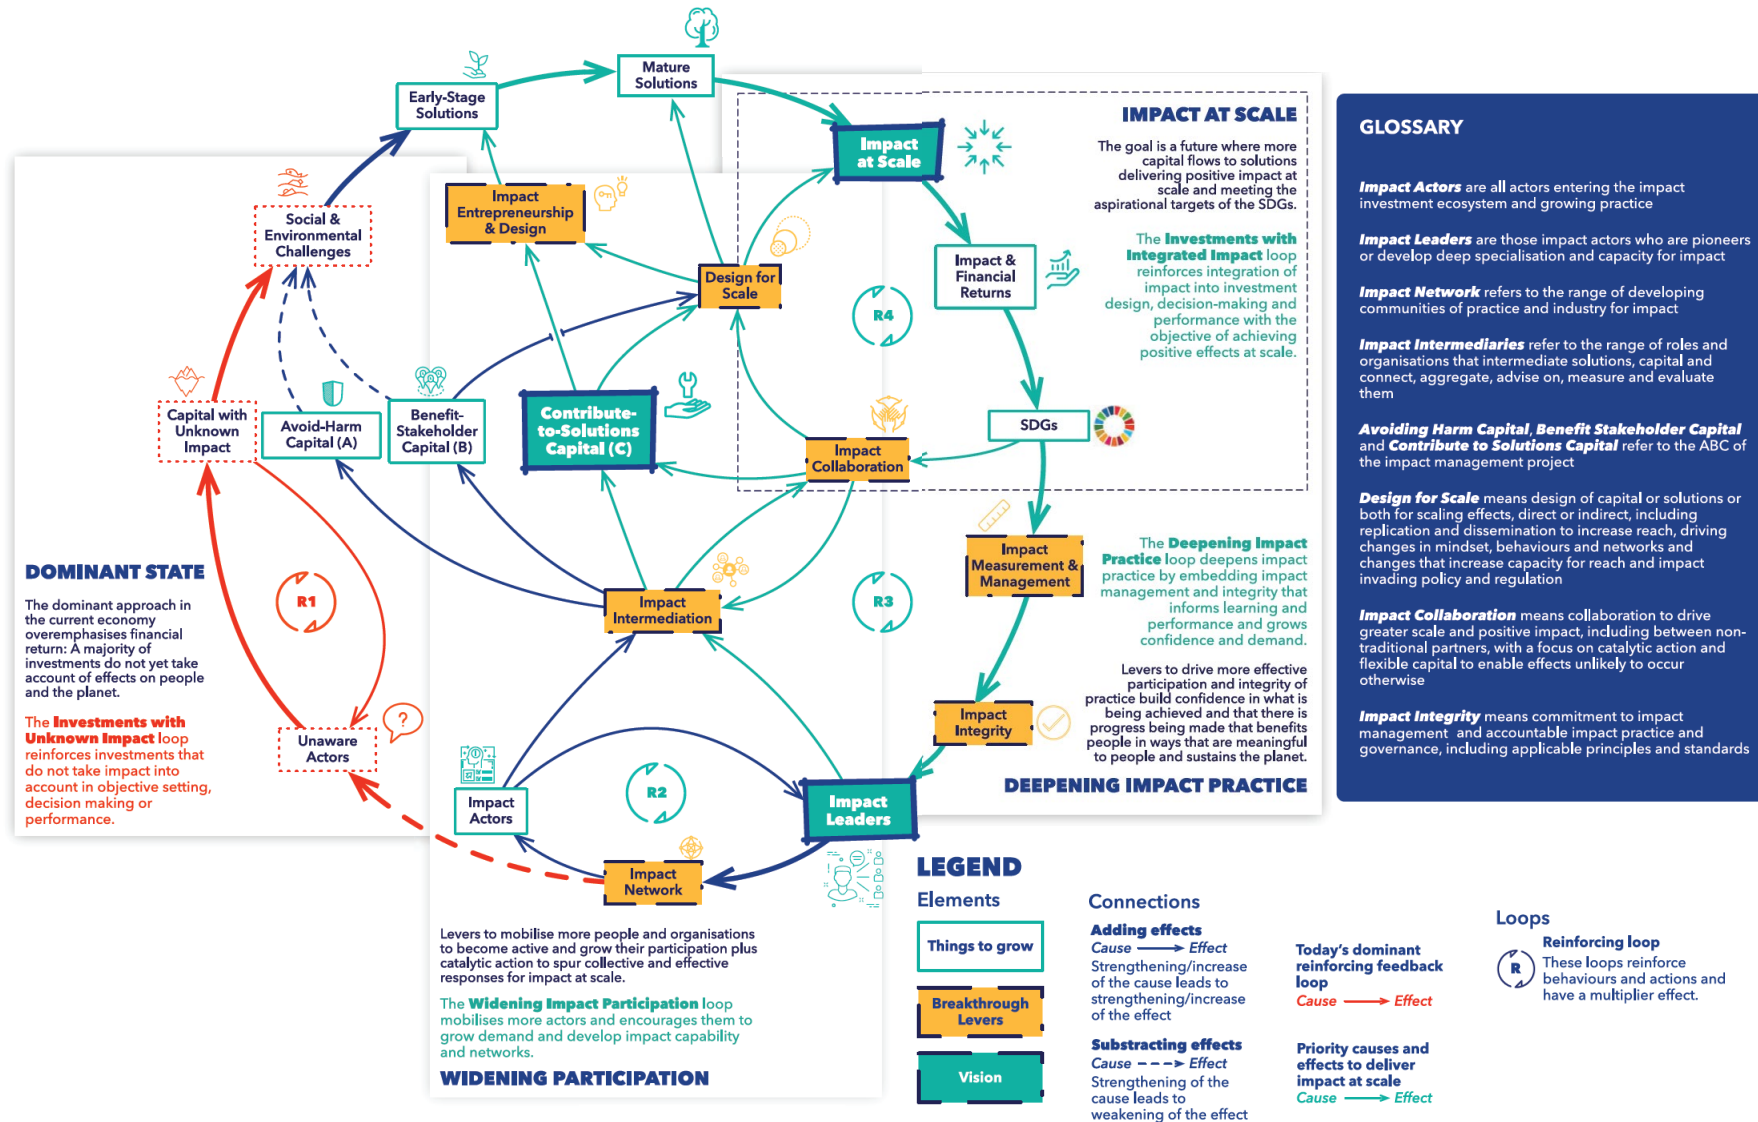 Mature
Solutions
Early-Stage
Solutions
Impact
at Scale
IMPACT AT SCALE
The goal is a future where more
capital flows to solutions
delivering positive impact at
scale and meeting the
aspirational targets of the SDGs.
The Investments with
Integrated Impact loop
reinforces integration of
impact into investment
design, decision-making and
performance with the
objective of achieving
positive effects at scale.
Social &
Environmental
Challenges
Impact
Entrepreneurship
& Design
Design for
Scale
Impact &
Financial
Returns
R4
Capital with
Unknown
Impact
Avoid-Harm
Capital (A)
Benefit-
Stakeholder
Capital (B)
Contribute-
to-Solutions
Capital (C)
Impact
Collaboration
SDGs
DOMINANT STATE
The dominant approach in
the current economy
overemphasises financial
return: A majority of
investments do not yet take
account of effects on people
and the planet.
The Investments with
Unknown Impact loop
reinforces investments that
do not take impact into
account in objective setting,
decision making or
performance.
R1
Unaware
Actors
?
Impact
Intermediation
R3
Impact
Measurement &
Management
The Deepening Impact
Practice loop deepens impact
practice by embedding impact
management and integrity that
informs learning and
performance and grows
confidence and demand.
Levers to drive more effective
participation and integrity of
practice build confidence in what is
being achieved and that there is
progress being made that benefits
people in ways that are meaningful
to people and sustains the planet.
DEEPENING IMPACT PRACTICE
Impact
Integrity
Impact
Actors
R2
Impact
Leaders
Impact
Network
Levers to mobilise more people and organisations
to become active and grow their participation plus
catalytic action to spur collective and effective
responses for impact at scale.
The Widening Impact Participation loop
mobilises more actors and encourages them to
grow demand and develop impact capability
and networks.
WIDENING PARTICIPATION
GLOSSARY
Impact Actors are all actors entering the impact
investment ecosystem and growing practice
Impact Leaders are those impact actors who are pioneers
or develop deep specialisation and capacity for impact
Impact Network refers to the range of developing
communities of practice and industry for impact
Impact Intermediaries refer to the range of roles and
organisations that intermediate solutions, capital and
connect, aggregate, advise on, measure and evaluate
them
Avoiding Harm Capital, Benefit Stakeholder Capital
and Contribute to Solutions Capital refer to the ABC of
the impact management project
Design for Scale means design of capital or solutions or
both for scaling effects, direct or indirect, including
replication and dissemination to increase reach, driving
changes in mindset, behaviours and networks and
changes that increase capacity for reach and impact
invading policy and regulation
Impact Collaboration means collaboration to drive
greater scale and positive impact, including between non-
traditional partners, with a focus on catalytic action and
flexible capital to enable effects unlikely to occur
otherwise
Impact Integrity means commitment to impact
management and accountable impact practice and
governance, including applicable principles and standards
LEGEND
Elements
Things to grow
Breakthrough
Levers
Vision
Connections
Adding effects
Cause Effect
Strengthening/increase
of the cause leads to
strengthening/increase
of the effect
Substracting effects
Cause Effect
Strengthening of the
cause leads to
weakening of the effect
Today's dominant
reinforcing feedback
loop
Cause Effect
Priority causes and
effects to deliver
impact at scale
Cause Effect
Loops
R
Reinforcing loop
These loops reinforce
behaviours and actions and
have a multiplier effect.